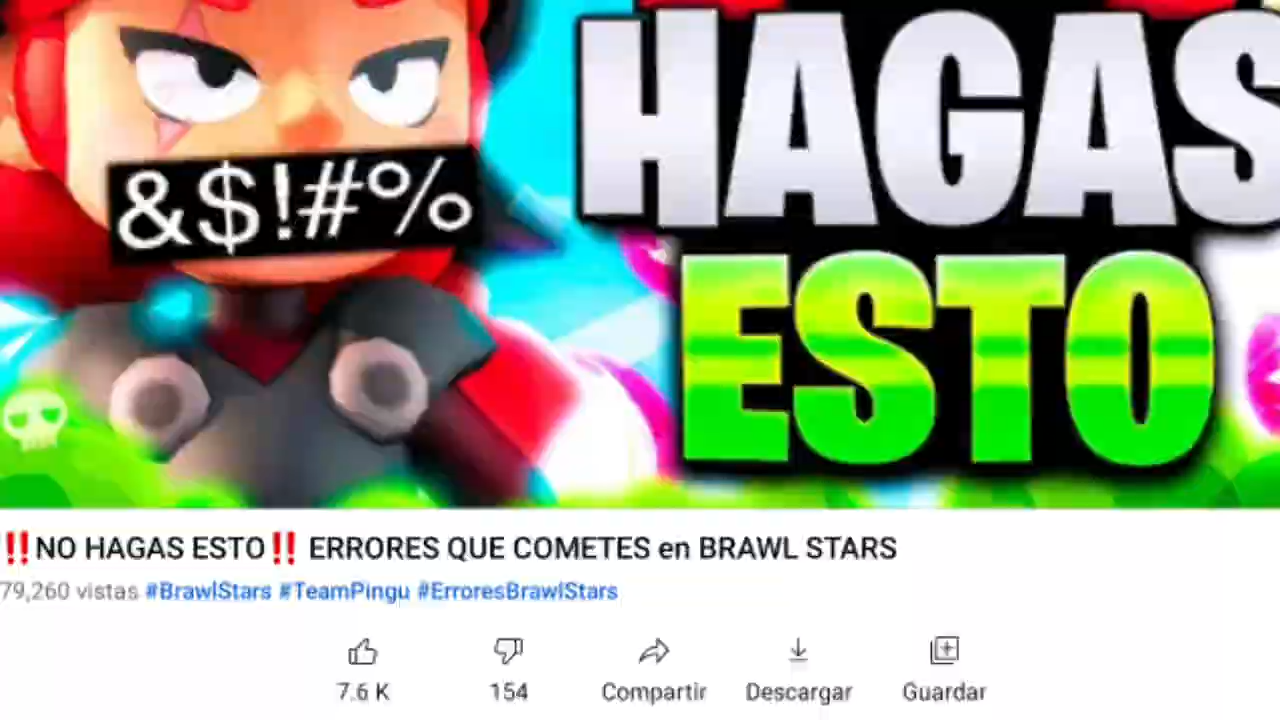 HAGAS
ESTO
&$!#%
‼NO HAGAS ESTO‼ ERRORES QUE COMETES en BRAWL STARS
79,260 vistas #BrawlStars #TeamPingu #ErroresBrawlStars
7.6 K 154 Compartir Descargar Guardar